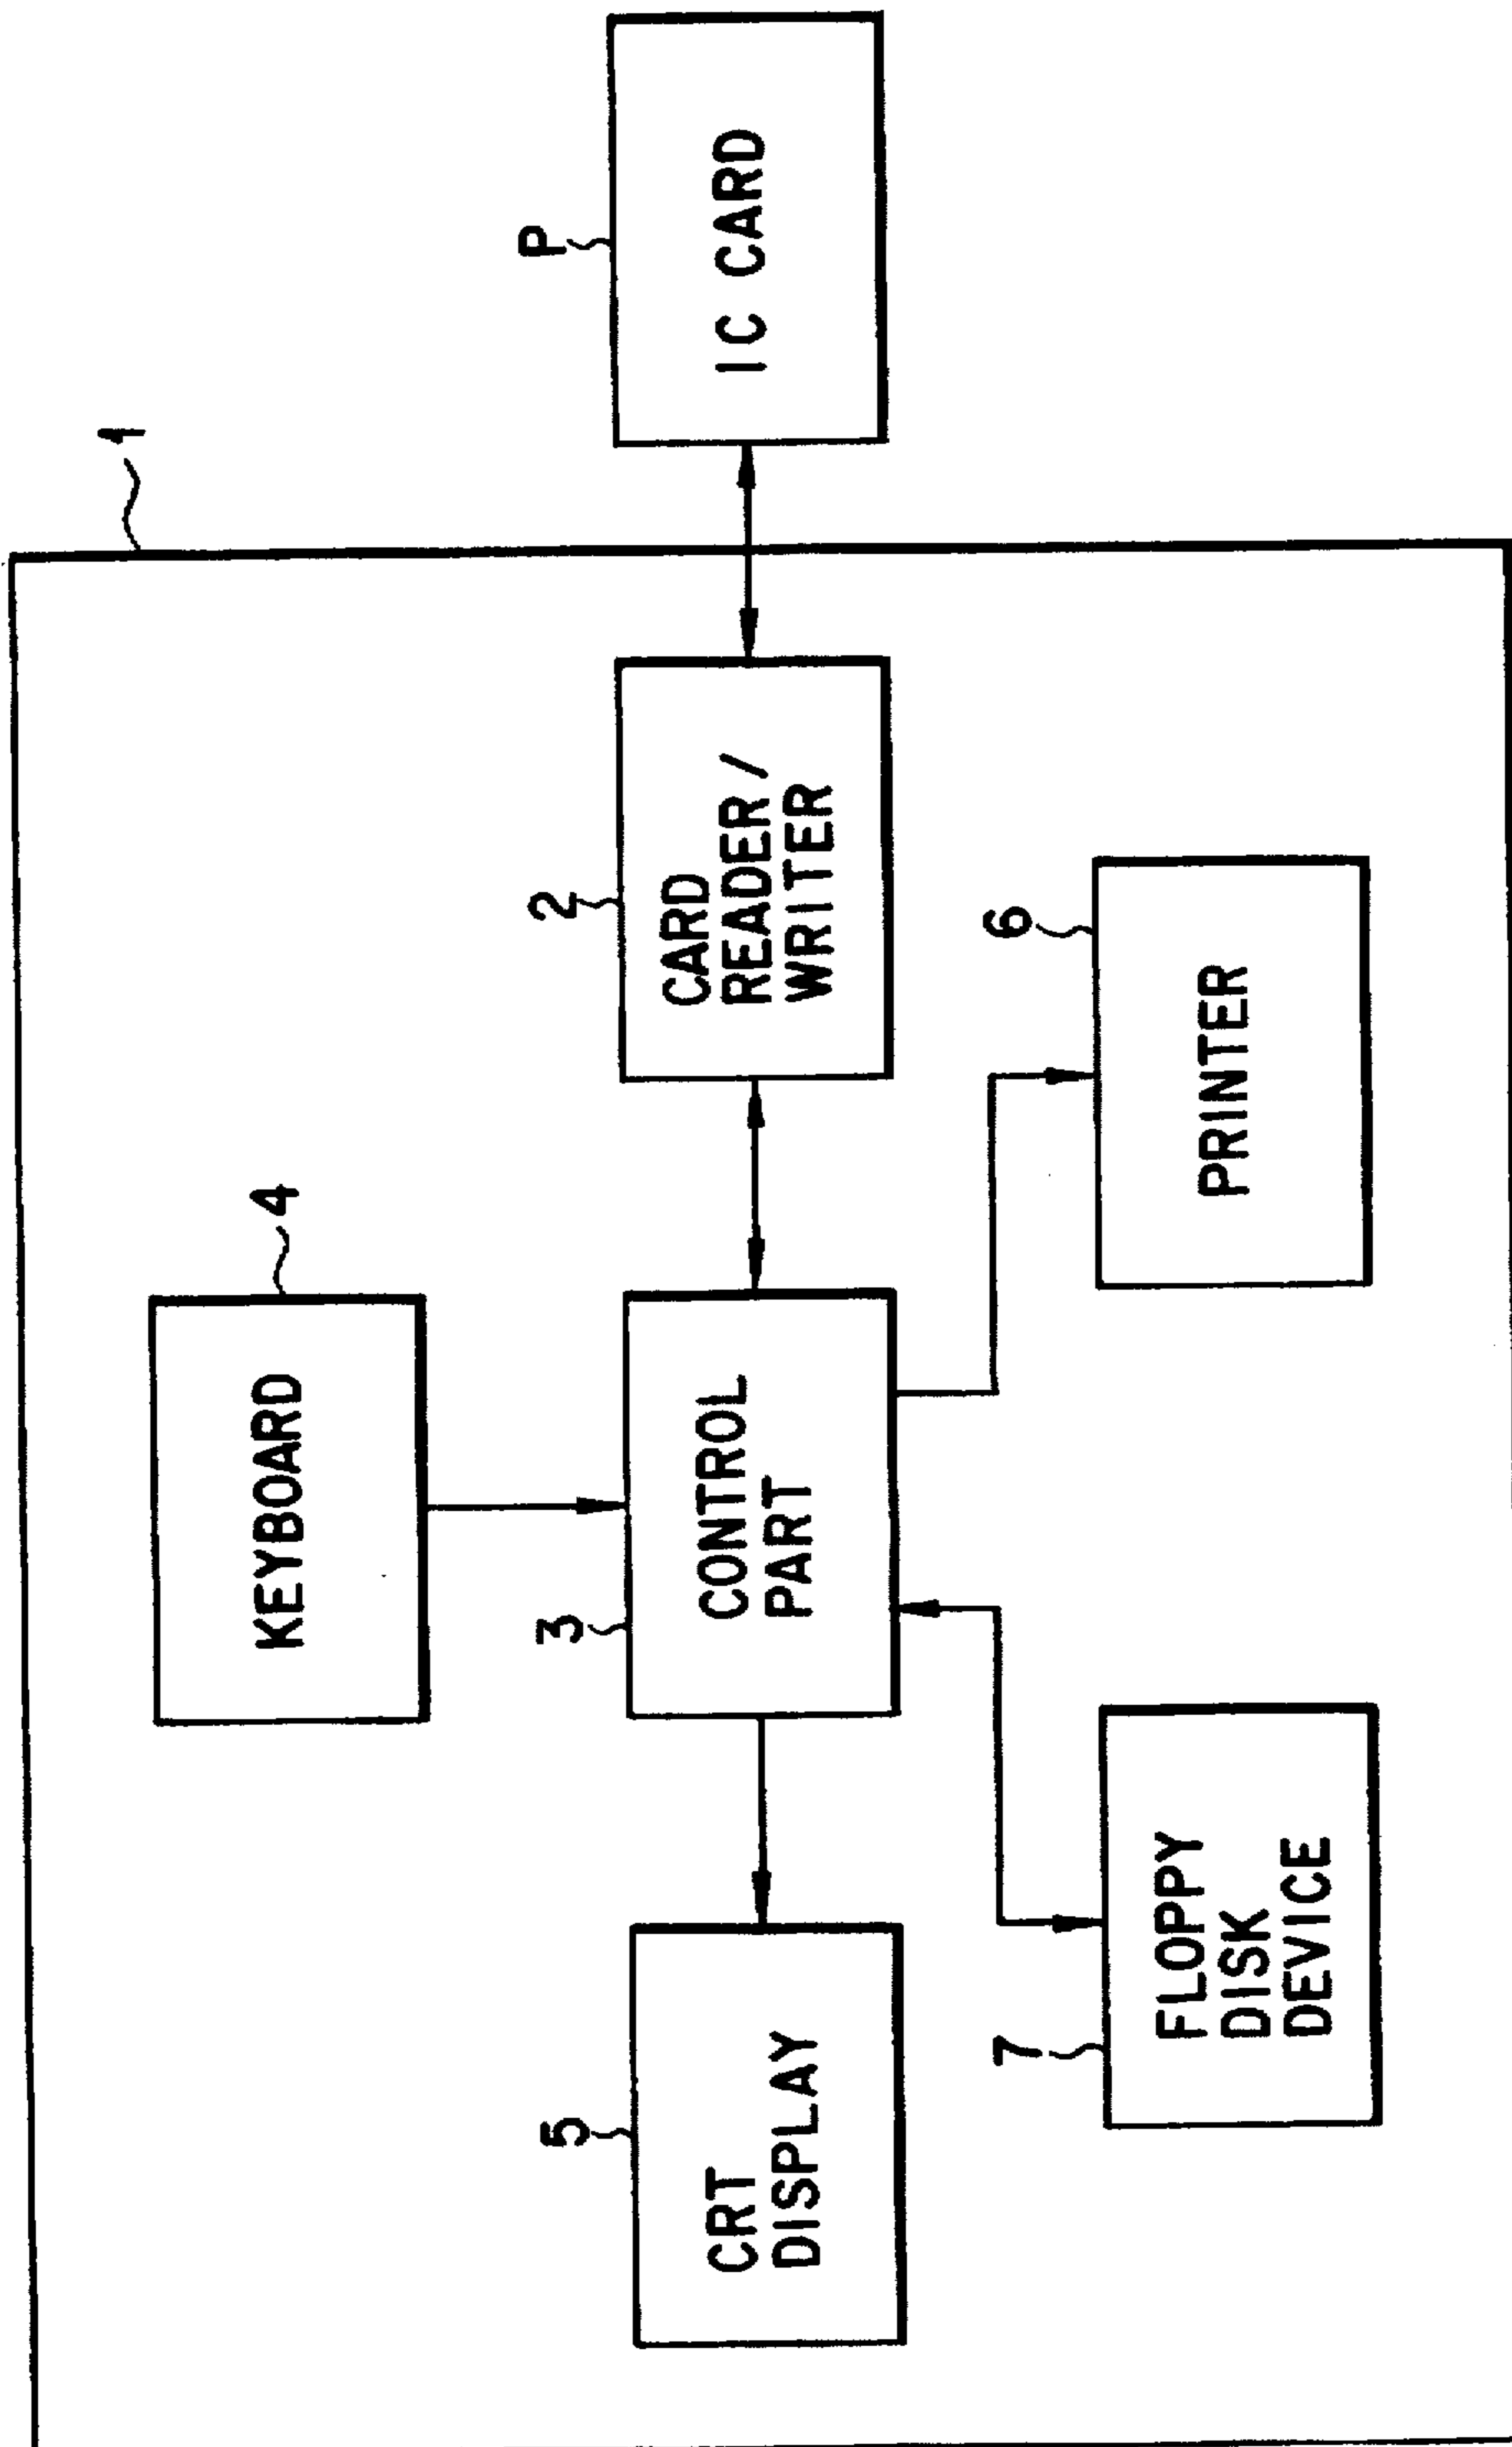 4
KEYBOARD
1
5
CRT
DISPLAY
3
CONTROL
PART
2
CARD
READER /
WRITER
P
IC CARD
7
FLOPPY
DISK
DEVICE
6
PRINTER